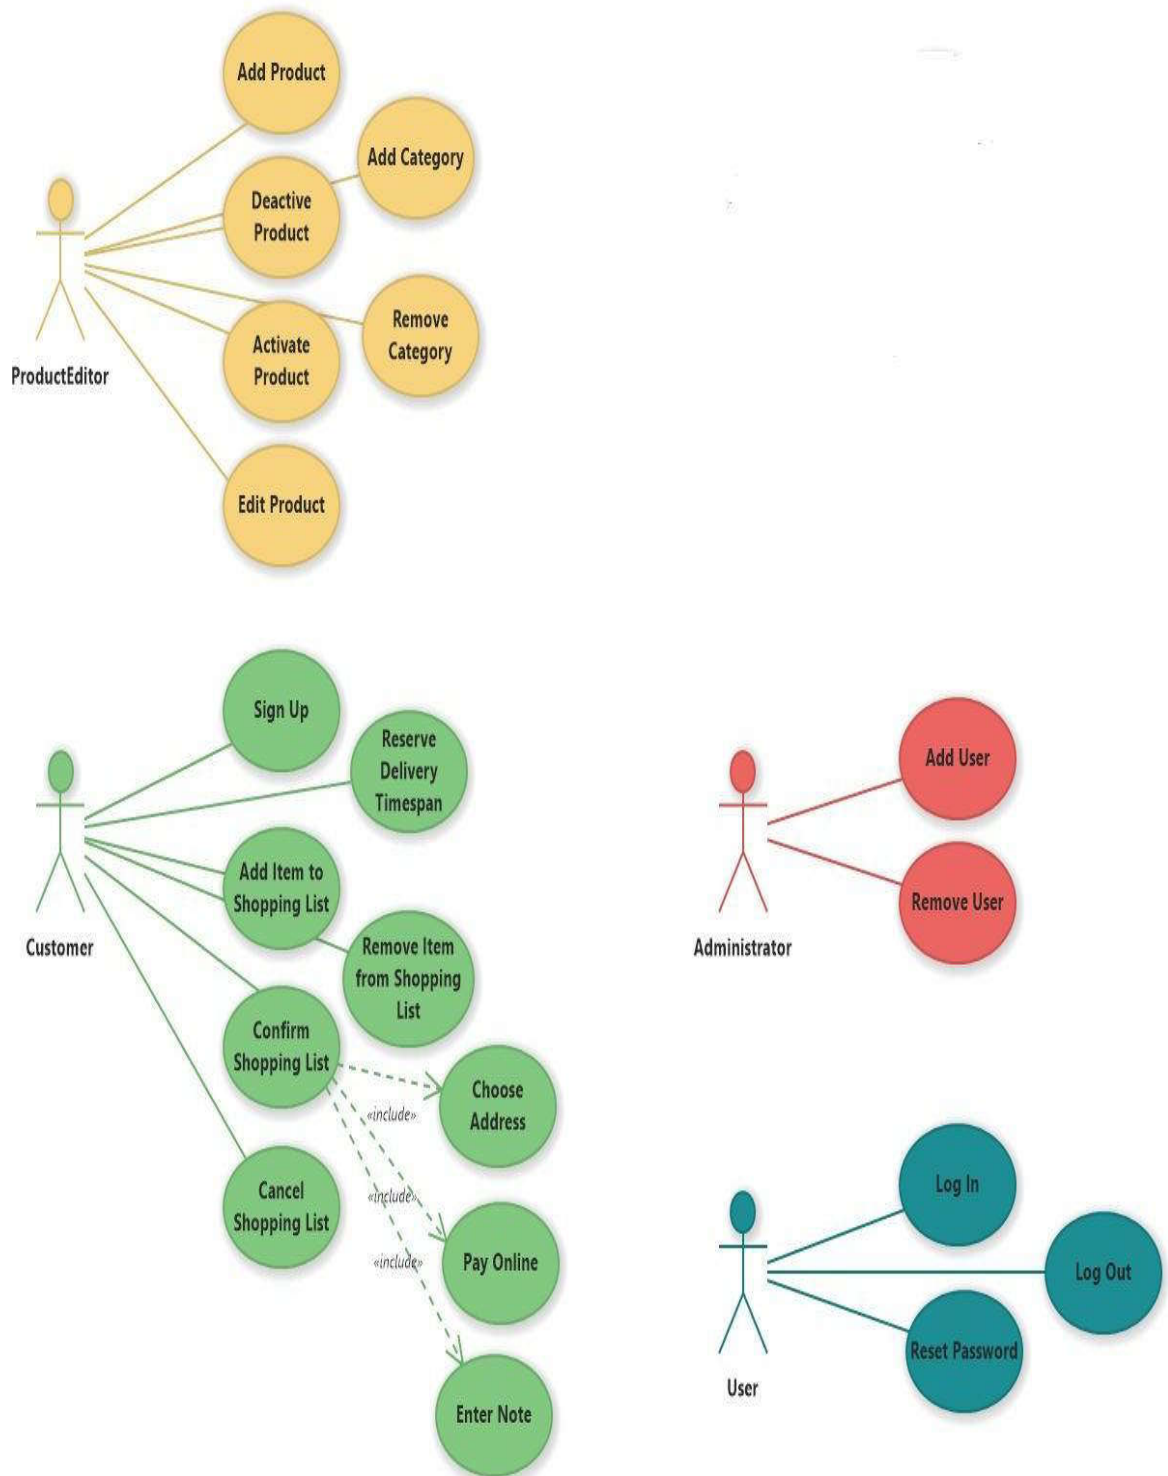 Add Product
Add Category
Deactive
Product
Remove
Category
Activate
Product
ProductEditor
Edit Product
Sign Up
Reserve
Delivery
Timespan
Add Item to
Shopping List
Customer
Remove Item
from Shopping
List
Confirm
Shopping List
Choose
Address
«include»
Cancel
Shopping List
«include»
Pay Online
«include»
Enter Note
Add User
Remove User
Administrator
Log In
Log Out
Reset Password
User